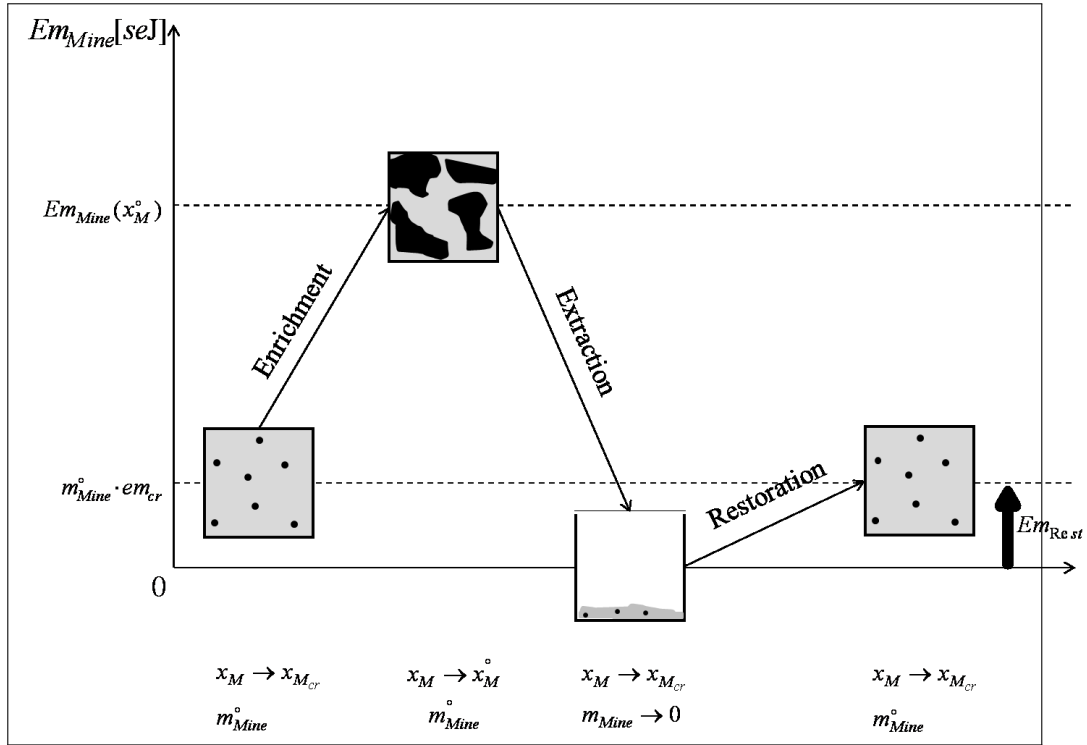 Em_Mine[seJ]
Em_Mine(x°_M)
Enrichment
Extraction
m°_Mine · em_cr
Restoration
Em_Rest
0
x_M → x_M_cr   x_M → x°_M   x_M → x_M_cr   x_M → x_M_cr
m°_Mine   m°_Mine   m_Mine → 0   m°_Mine